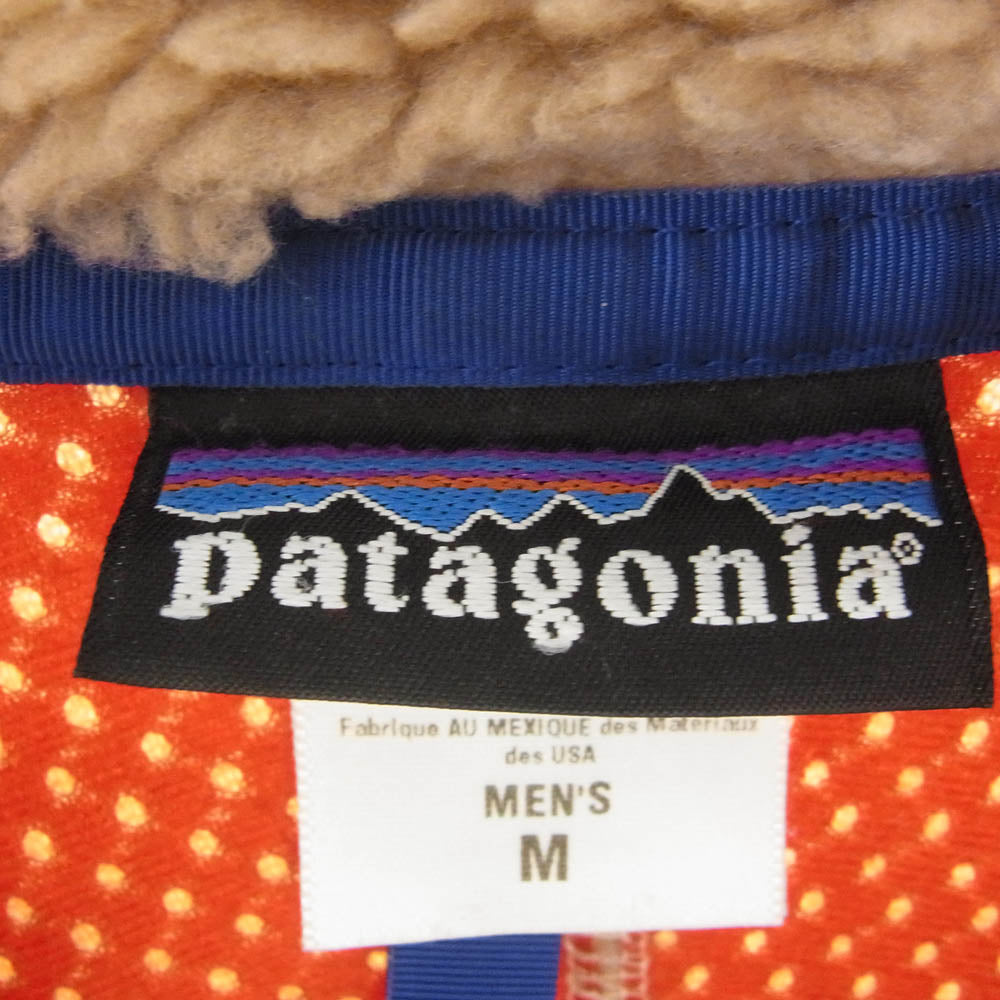 patagonia®
Fabrique AU MEXIQUE des Materiaux
des USA
MEN'S
M